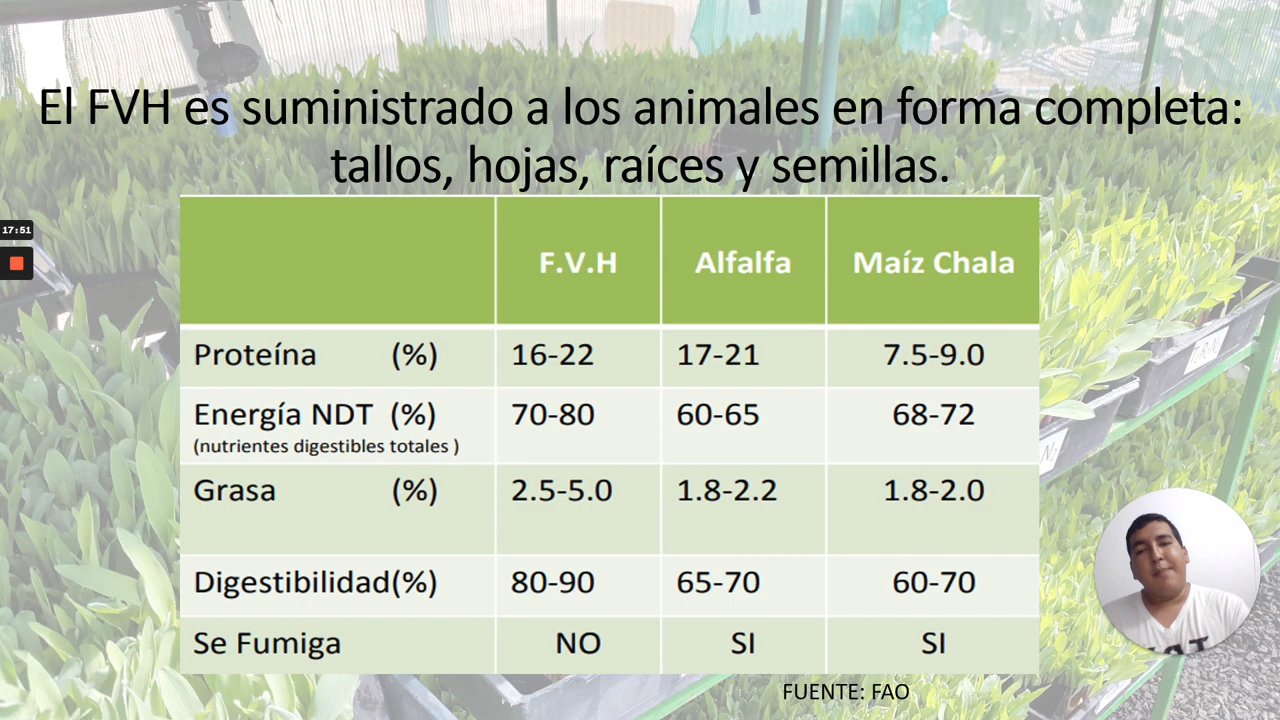 El FVH es suministrado a los animales en forma completa:
tallos, hojas, raíces y semillas.
17:51
F.V.H Alfalfa Maíz Chala
Proteína (%) 16-22 17-21 7.5-9.0
Energía NDT (%) 70-80 60-65 68-72
(nutrientes digestibles totales )
Grasa (%) 2.5-5.0 1.8-2.2 1.8-2.0
Digestibilidad(%) 80-90 65-70 60-70
Se Fumiga NO SI SI
FUENTE: FAO